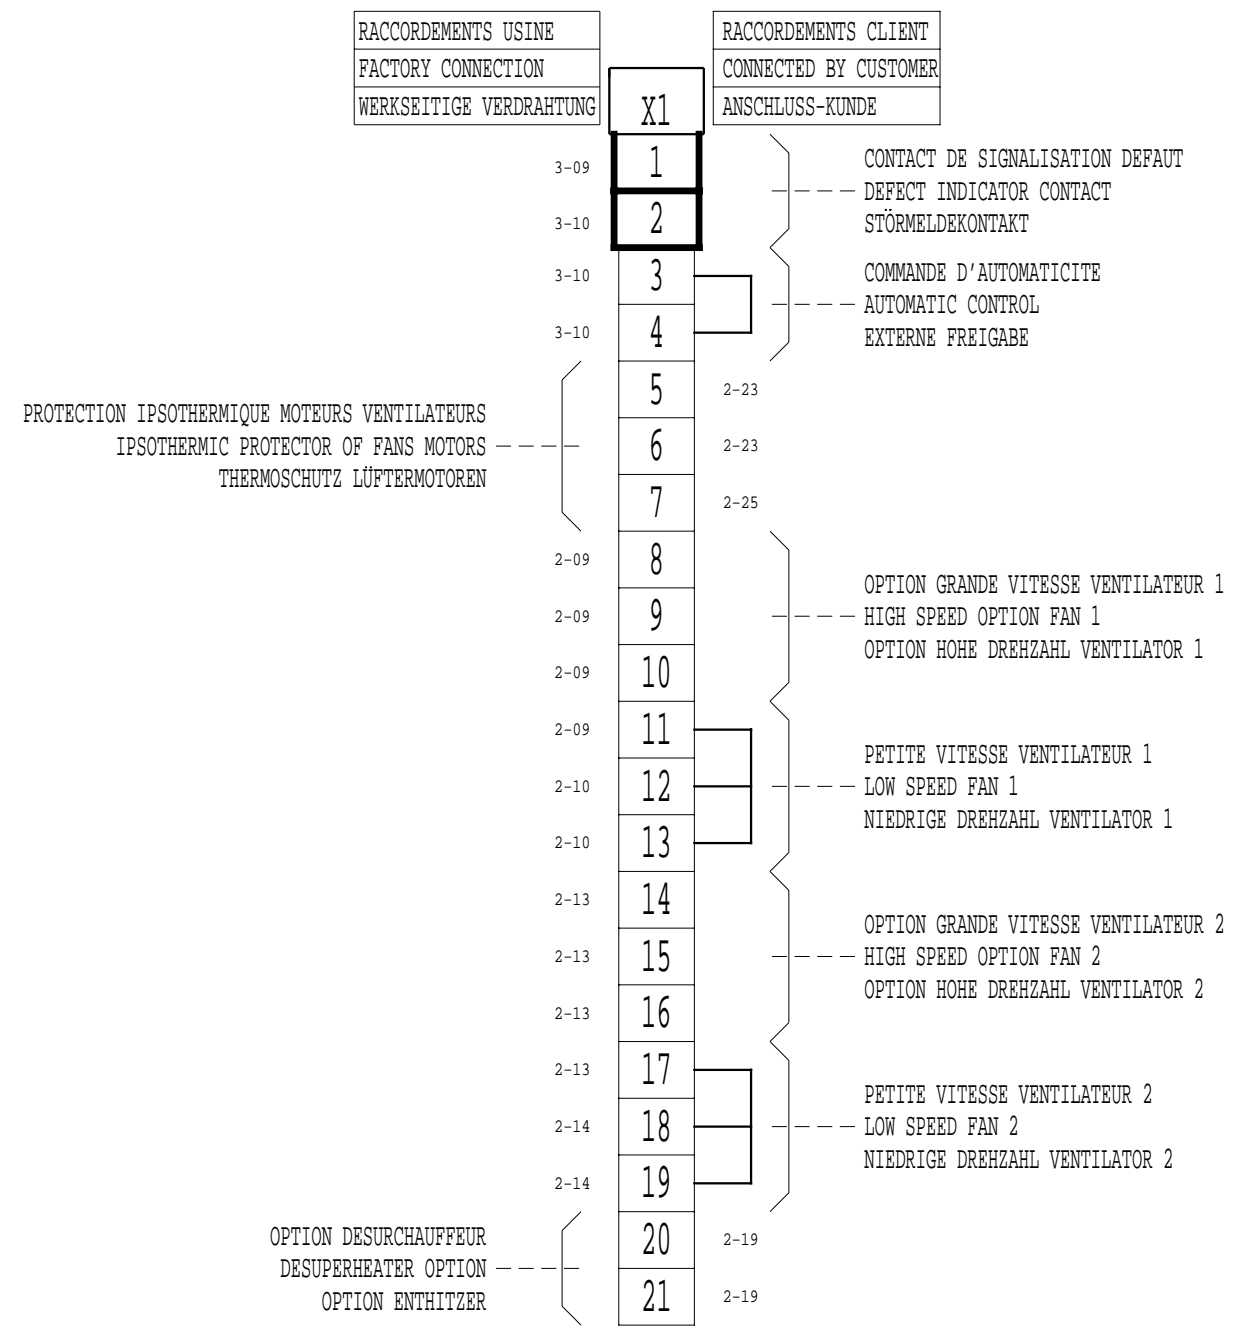 RACCORDEMENTS USINE
FACTORY CONNECTION
WERKSEITIGE VERDRAHTUNG
RACCORDEMENTS CLIENT
CONNECTED BY CUSTOMER
ANSCHLUSS-KUNDE
X1
3-09 1
3-10 2
CONTACT DE SIGNALISATION DEFAUT
DEFECT INDICATOR CONTACT
STÖRMELDEKONTAKT
3-10 3
3-10 4
COMMANDE D'AUTOMATICITE
AUTOMATIC CONTROL
EXTERNE FREIGABE
PROTECTION IPSOTHERMIQUE MOTEURS VENTILATEURS
IPSOTHERMIC PROTECTOR OF FANS MOTORS
THERMOSCHUTZ LÜFTERMOTOREN
5 2-23
6 2-23
7 2-25
2-09 8
2-09 9
2-09 10
OPTION GRANDE VITESSE VENTILATEUR 1
HIGH SPEED OPTION FAN 1
OPTION HOHE DREHZAHL VENTILATOR 1
2-09 11
2-10 12
2-10 13
PETITE VITESSE VENTILATEUR 1
LOW SPEED FAN 1
NIEDRIGE DREHZAHL VENTILATOR 1
2-13 14
2-13 15
2-13 16
OPTION GRANDE VITESSE VENTILATEUR 2
HIGH SPEED OPTION FAN 2
OPTION HOHE DREHZAHL VENTILATOR 2
2-13 17
2-14 18
2-14 19
PETITE VITESSE VENTILATEUR 2
LOW SPEED FAN 2
NIEDRIGE DREHZAHL VENTILATOR 2
OPTION DESURCHAUFFEUR
DESUPERHEATER OPTION
OPTION ENTHITZER
20 2-19
21 2-19